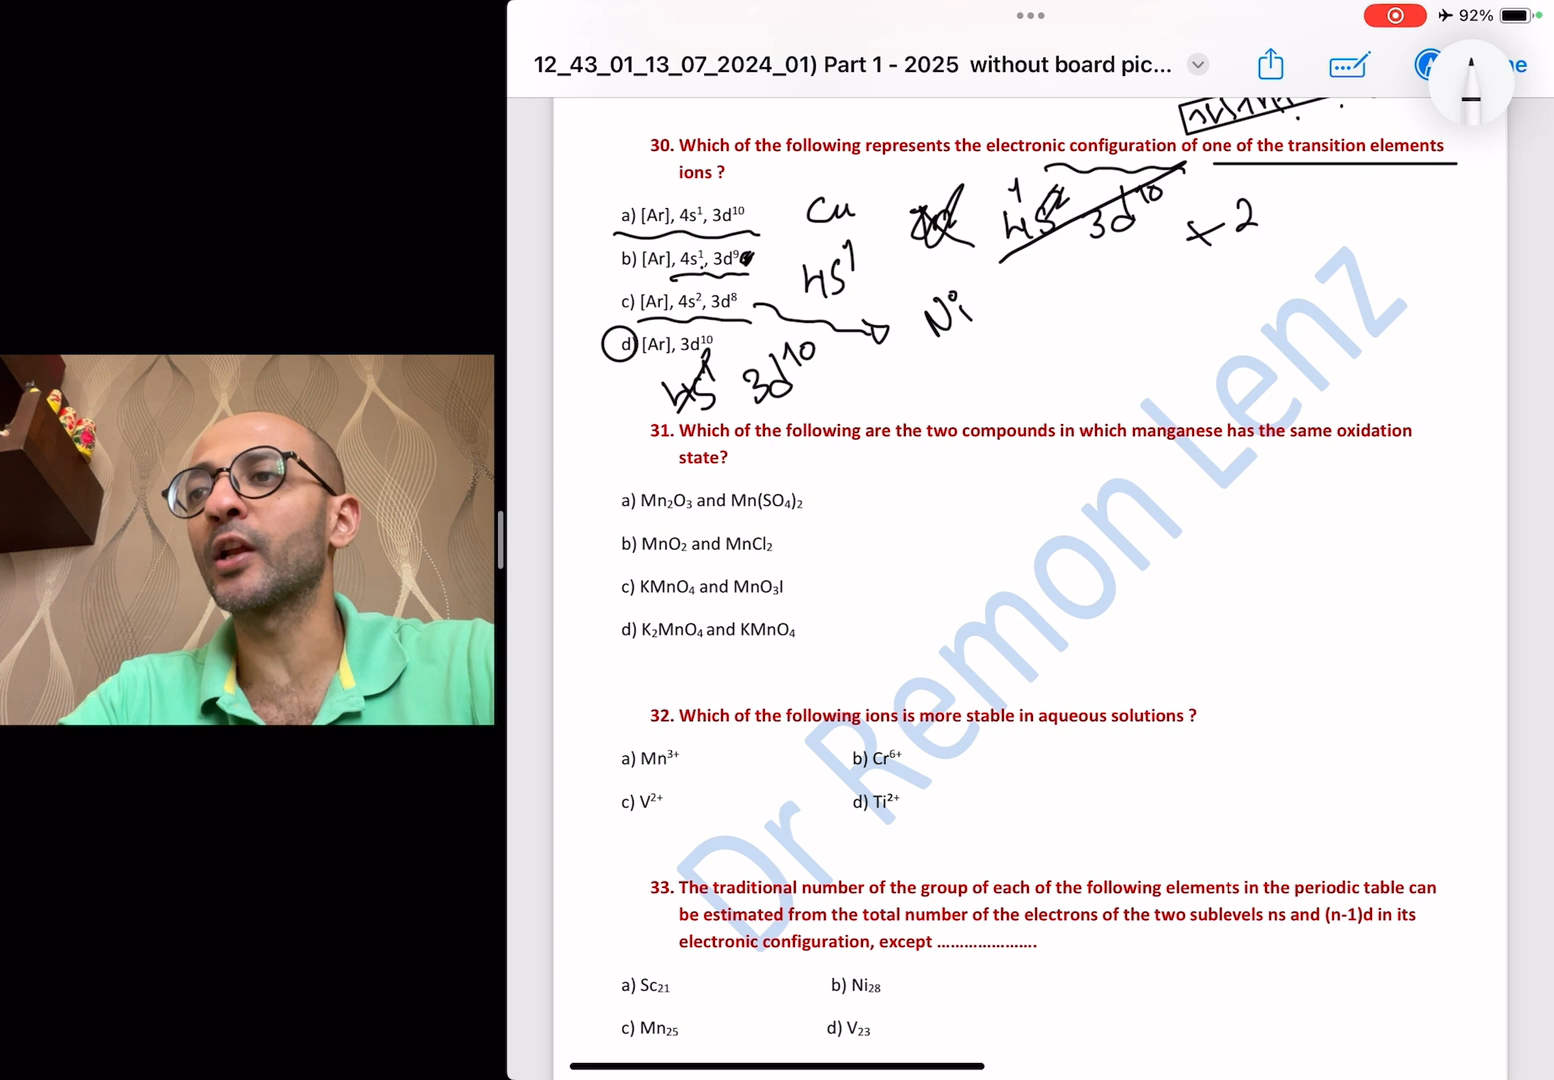 92%
12_43_01_13_07_2024_01) Part 1 - 2025 without board pic...
30. Which of the following represents the electronic configuration of one of the transition elements
ions ?
a) [Ar], 4s¹, 3d¹⁰
Cu
4s
3d¹⁰
+2
b) [Ar], 4s¹, 3d⁹
4s¹
c) [Ar], 4s², 3d⁸
Ni
d) [Ar], 3d¹⁰
4s¹ 3d¹⁰
31. Which of the following are the two compounds in which manganese has the same oxidation
state?
a) Mn₂O₃ and Mn(SO₄)₂
b) MnO₂ and MnCl₂
c) KMnO₄ and MnO₃I
d) K₂MnO₄ and KMnO₄
32. Which of the following ions is more stable in aqueous solutions ?
a) Mn³⁺
b) Cr⁶⁺
c) V²⁺
d) Ti²⁺
33. The traditional number of the group of each of the following elements in the periodic table can
be estimated from the total number of the electrons of the two sublevels ns and (n-1)d in its
electronic configuration, except .....................
a) Sc₂₁
b) Ni₂₈
c) Mn₂₅
d) V₂₃
Dr Remon Lenz